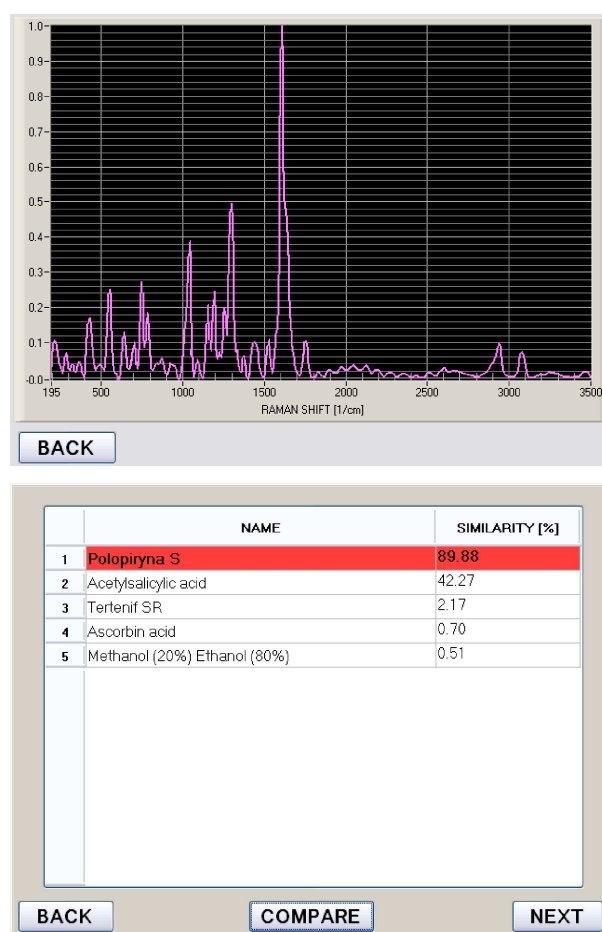 1.0-
0.9-
0.8-
0.7-
0.6-
0.5-
0.4-
0.3-
0.2-
0.1-
-0.0-
195 500 1000 1500 2000 2500 3000 3500
RAMAN SHIFT [1/cm]
BACK
NAME SIMILARITY [%]
1 Polopiryna S 89.88
2 Acetylsalicylic acid 42.27
3 Tertenif SR 2.17
4 Ascorbin acid 0.70
5 Methanol (20%) Ethanol (80%) 0.51
BACK COMPARE NEXT